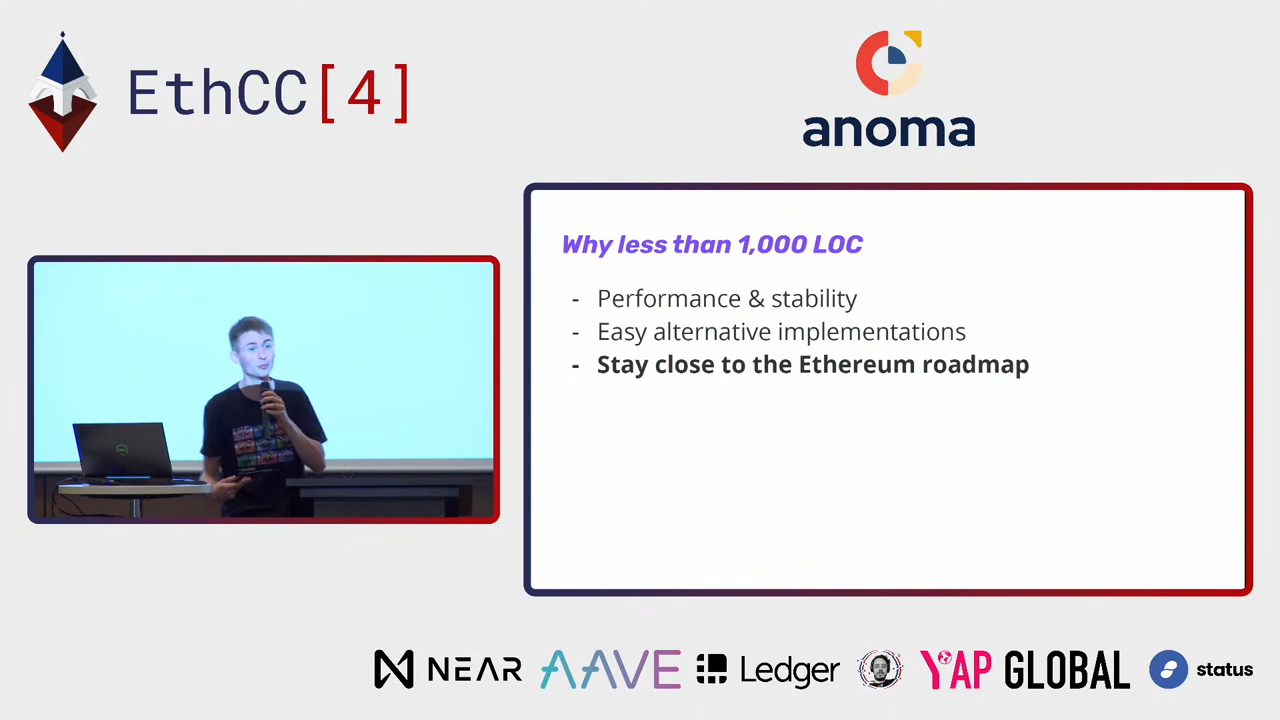 EthCC[4]
anoma
Why less than 1,000 LOC
- Performance & stability
- Easy alternative implementations
- Stay close to the Ethereum roadmap
NEAR
AAVE
Ledger
YAP GLOBAL
status